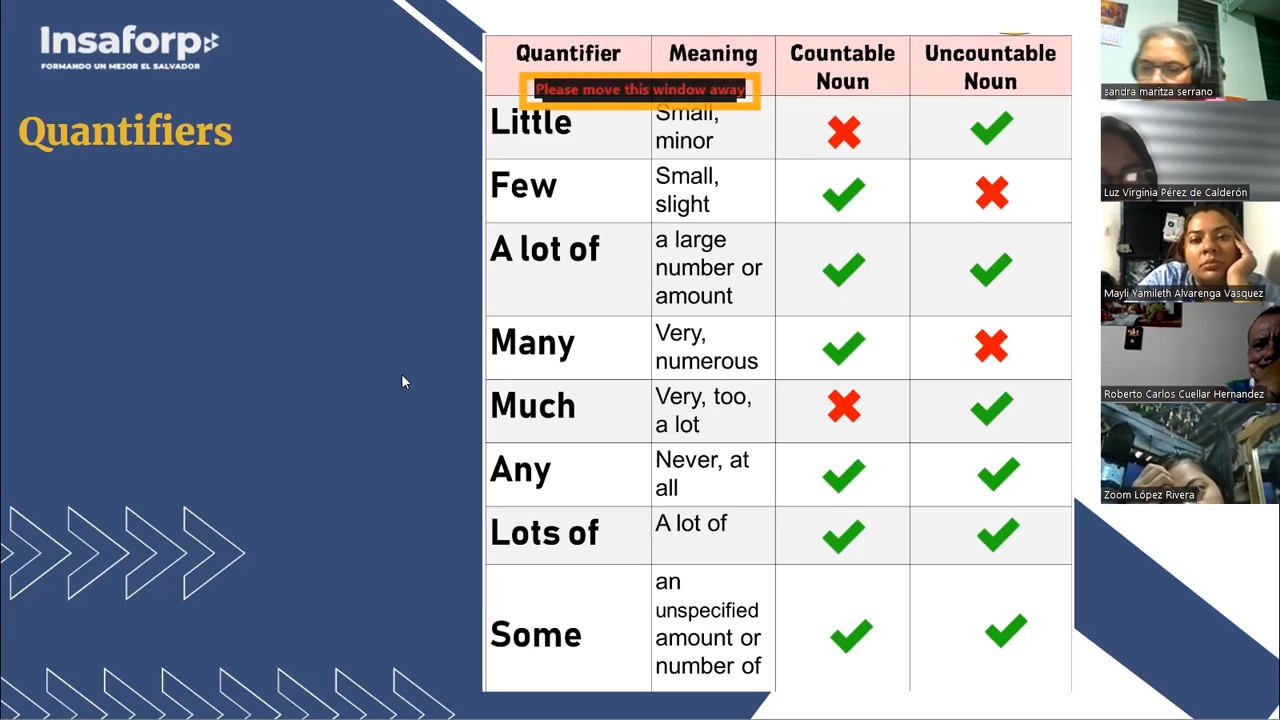 Insaforp
FORMANDO UN MEJOR EL SALVADOR
Quantifiers
Quantifier Meaning Countable Noun Uncountable Noun
Please move this window away
Little Small, minor
Few Small, slight
A lot of a large number or amount
Many Very, numerous
Much Very, too, a lot
Any Never, at all
Lots of A lot of
Some an unspecified amount or number of
sandra maritza serrano
Luz Virginia Pérez de Calderón
Mayli Yamileth Alvarenga Vasquez
Roberto Carlos Cuellar Hernandez
Zoom López Rivera